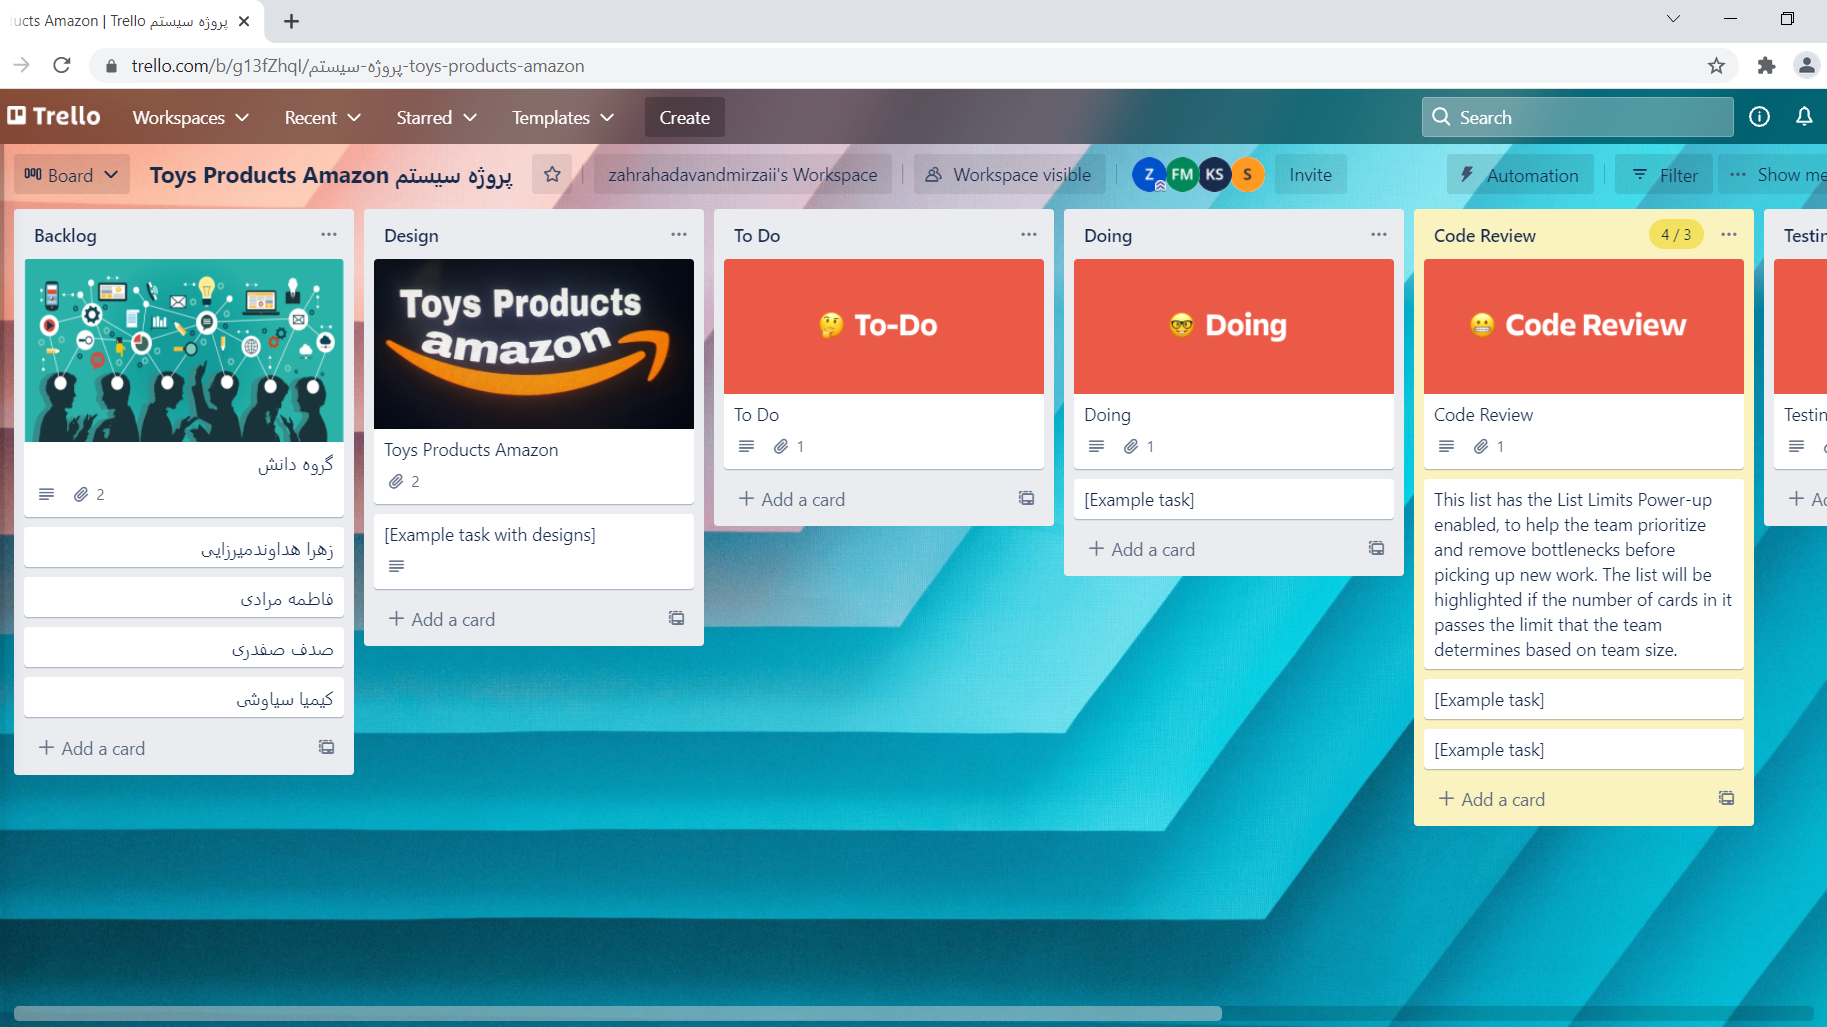 ucts Amazon | Trello پروژه سیستم
trello.com/b/g13fZhqI/پروژه-سیستم-toys-products-amazon
Trello
Workspaces
Recent
Starred
Templates
Create
Search
Board
Toys Products Amazon پروژه سیستم
zahrahadavandmirzaii's Workspace
Workspace visible
Z
FM
KS
S
Invite
Automation
Filter
Show me
Backlog
گروه دانش
2
زهرا هداوندمیرزایی
فاطمه مرادی
صدف صفدری
کیمیا سیاوشی
Add a card
Design
Toys Products
amazon
Toys Products Amazon
2
[Example task with designs]
Add a card
To Do
To-Do
To Do
1
Add a card
Doing
Doing
Doing
1
[Example task]
Add a card
Code Review
4 / 3
Code Review
Code Review
1
This list has the List Limits Power-up
enabled, to help the team prioritize
and remove bottlenecks before
picking up new work. The list will be
highlighted if the number of cards in it
passes the limit that the team
determines based on team size.
[Example task]
[Example task]
Add a card
Testin
Testin